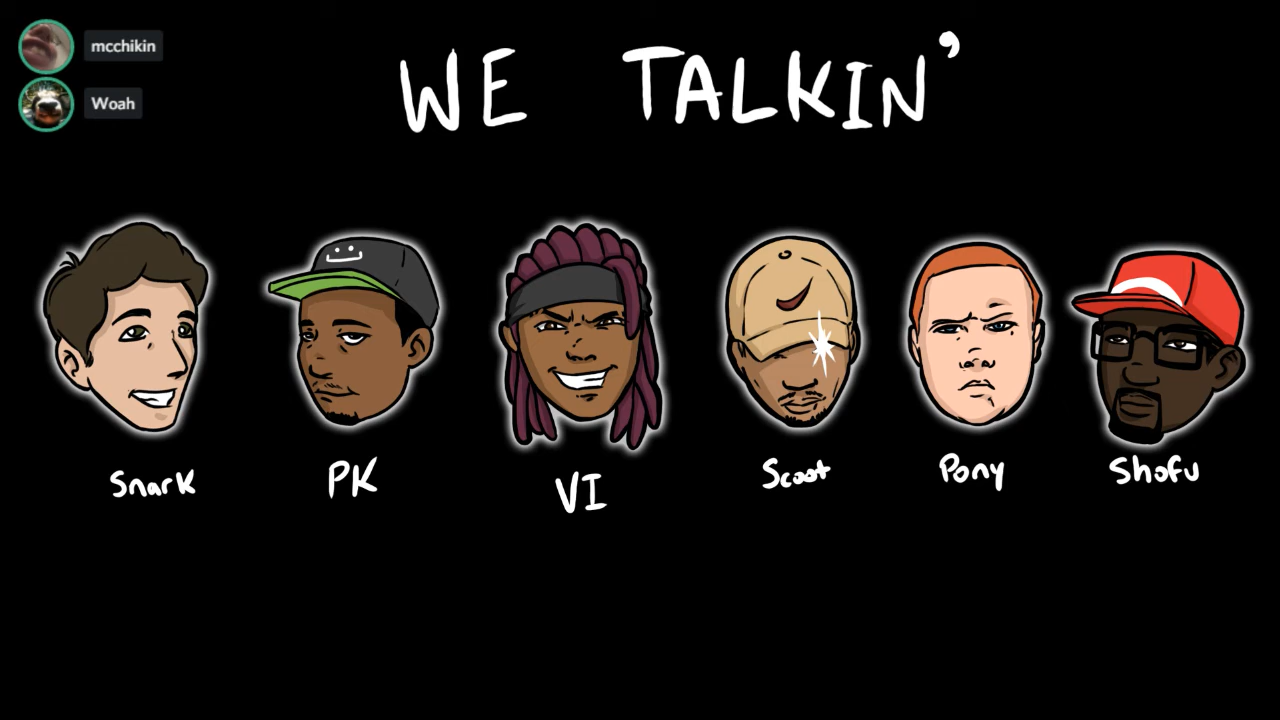 mcchikin
Woah
WE TALKIN'
Snark
PK
VI
Scoot
Pony
Shofu